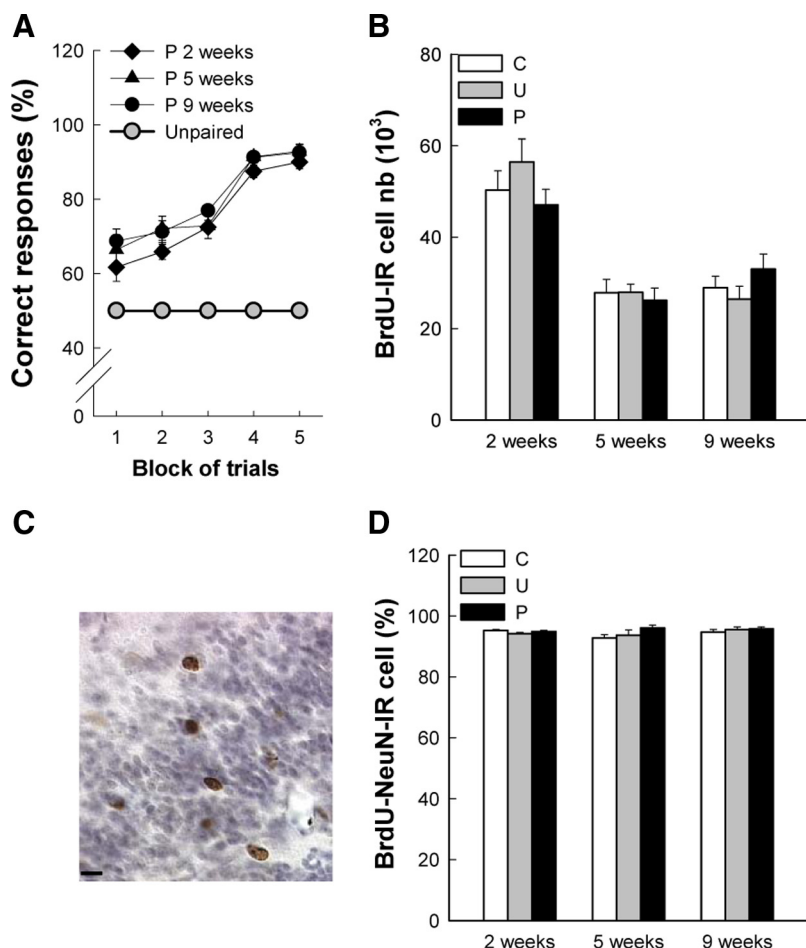 A
Correct responses (%)
120
100
80
60
40
0
P 2 weeks
P 5 weeks
P 9 weeks
Unpaired
1 2 3 4 5
Block of trials
B
BrdU-IR cell nb (10³)
80
60
40
20
0
C
U
P
2 weeks 5 weeks 9 weeks
C
D
BrdU-NeuN-IR cell (%)
120
100
80
60
40
20
0
C
U
P
2 weeks 5 weeks 9 weeks